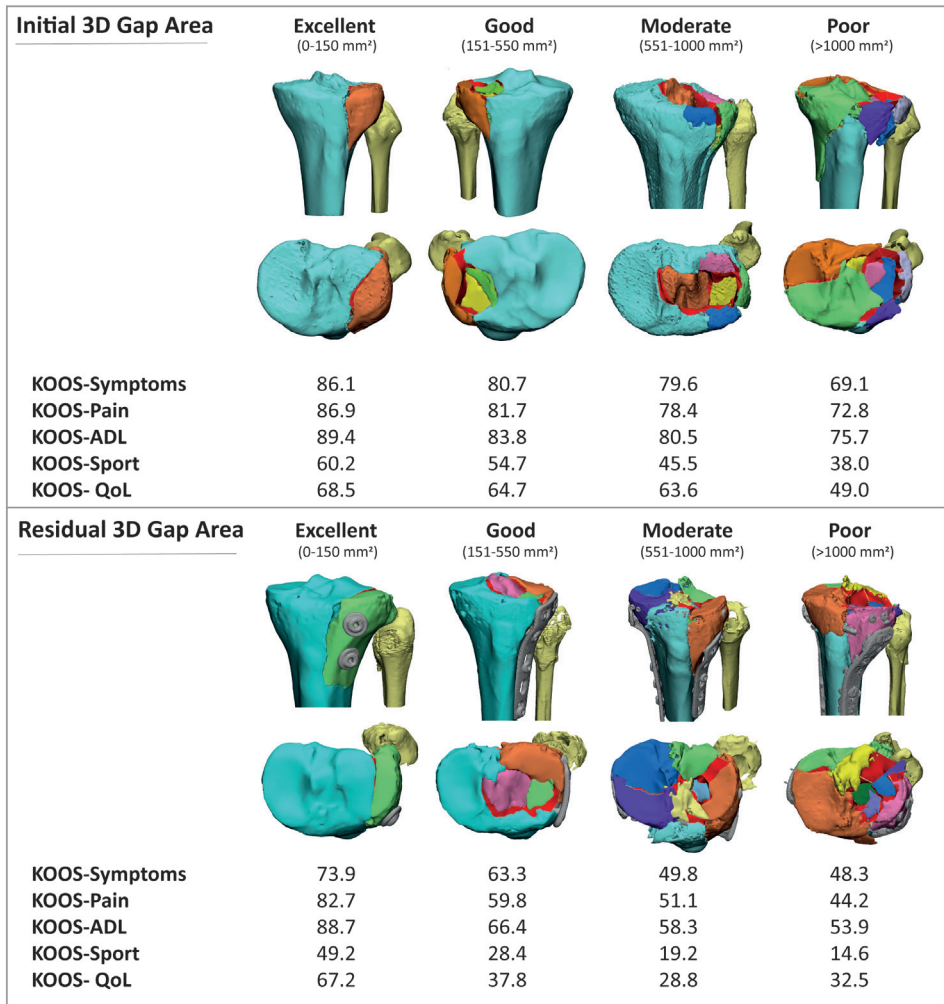 Initial 3D Gap Area Excellent Good Moderate Poor
(0-150 mm²) (151-550 mm²) (551-1000 mm²) (>1000 mm²)
KOOS-Symptoms 86.1 80.7 79.6 69.1
KOOS-Pain 86.9 81.7 78.4 72.8
KOOS-ADL 89.4 83.8 80.5 75.7
KOOS-Sport 60.2 54.7 45.5 38.0
KOOS- QoL 68.5 64.7 63.6 49.0
Residual 3D Gap Area Excellent Good Moderate Poor
(0-150 mm²) (151-550 mm²) (551-1000 mm²) (>1000 mm²)
KOOS-Symptoms 73.9 63.3 49.8 48.3
KOOS-Pain 82.7 59.8 51.1 44.2
KOOS-ADL 88.7 66.4 58.3 53.9
KOOS-Sport 49.2 28.4 19.2 14.6
KOOS- QoL 67.2 37.8 28.8 32.5